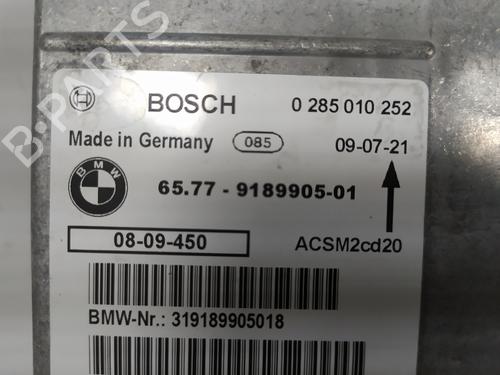 BOSCH 0 285 010 252
Made in Germany 085 09-07-21
BMW 65.77 - 9189905-01
08-09-450 ACSM2cd20
BMW-Nr.: 319189905018
B-PARTS